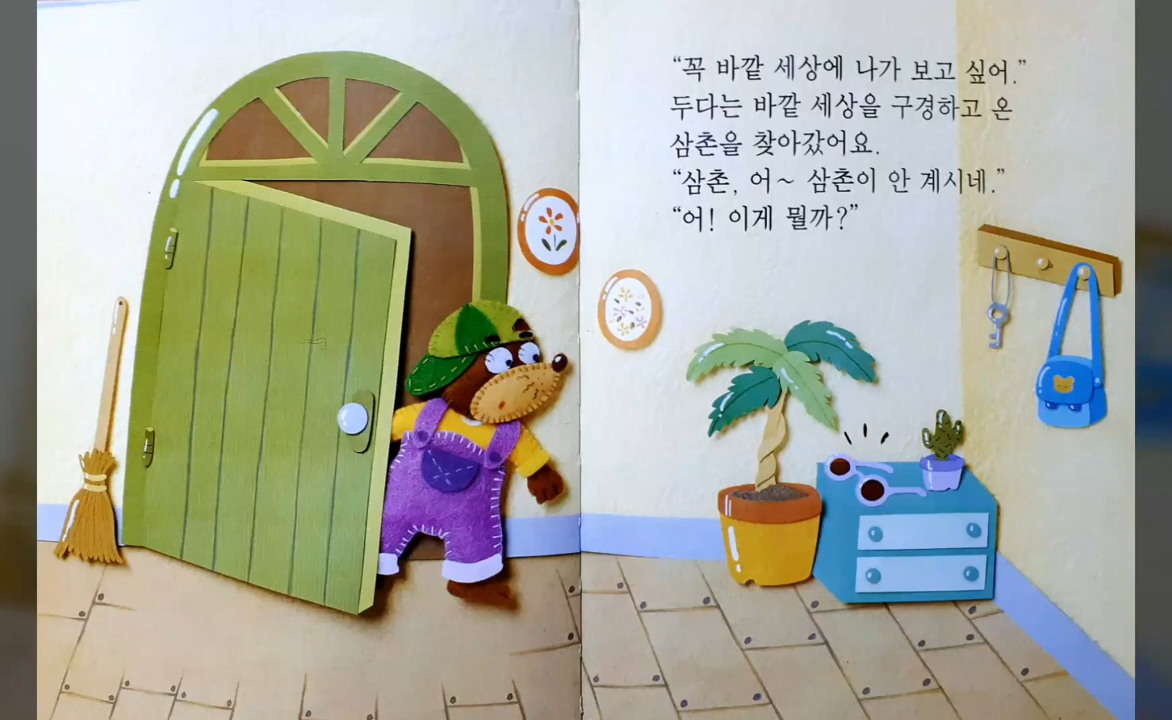 “꼭 바깥 세상에 나가 보고 싶어.”
두다는 바깥 세상을 구경하고 온
삼촌을 찾아갔어요.
“삼촌, 어~ 삼촌이 안 계시네.”
“어! 이게 뭘까?”